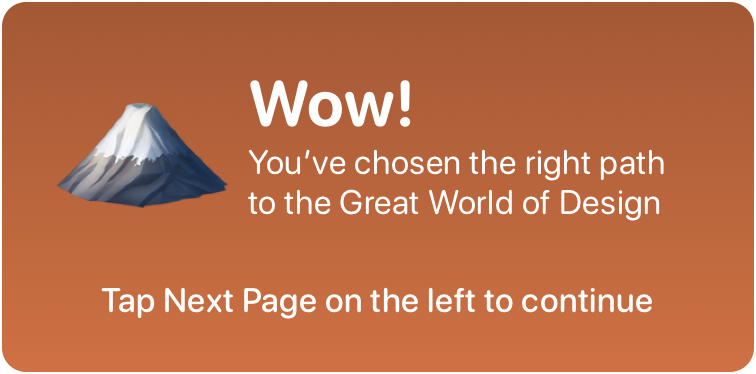 Wow!
You’ve chosen the right path
to the Great World of Design
Tap Next Page on the left to continue